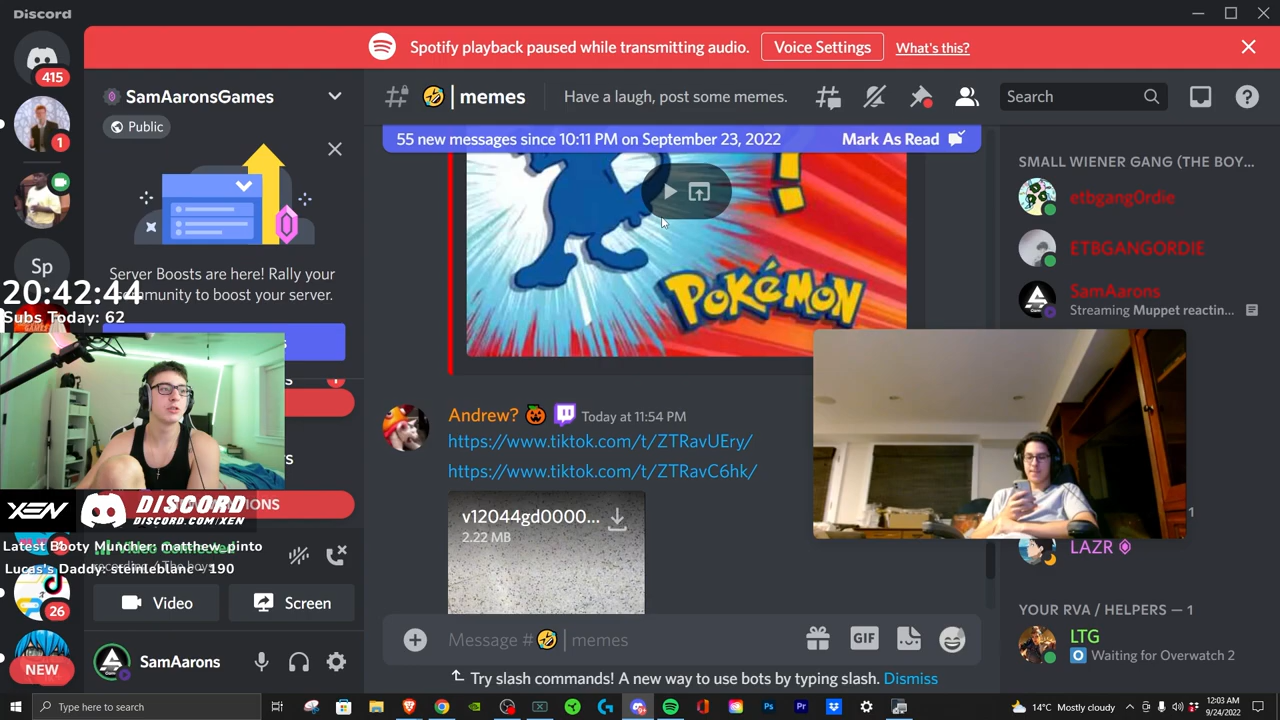 Discord
415
1
Sp
20:42:44
Subs Today: 62
Spotify playback paused while transmitting audio.
Voice Settings
What's this?
SamAaronsGames
Public
Server Boosts are here! Rally your
community to boost your server.
# 🤣 | memes
Have a laugh, post some memes.
Search
55 new messages since 10:11 PM on September 23, 2022
Mark As Read
POKéMON
Andrew? 🎃 Today at 11:54 PM
https://www.tiktok.com/t/ZTRavUEry/
https://www.tiktok.com/t/ZTRavC6hk/
v12044gd0000...
2.22 MB
SMALL WIENER GANG (THE BOY...
etbgang0rdie
ETBGANGORDIE
SamAarons
Streaming Muppet reactin...
LAZR
YOUR RVA / HELPERS — 1
LTG
Waiting for Overwatch 2
XEN
DISCORD
DISCORD.COM/XEN
Latest Booty Muncher: matthew_pinto
Lucas's Daddy: steinleblanc - 190
Video
Screen
26
NEW
SamAarons
Message # 🤣 | memes
GIF
Try slash commands! A new way to use bots by typing slash. Dismiss
Type here to search
14°C Mostly cloudy
12:03 AM
9/24/2022